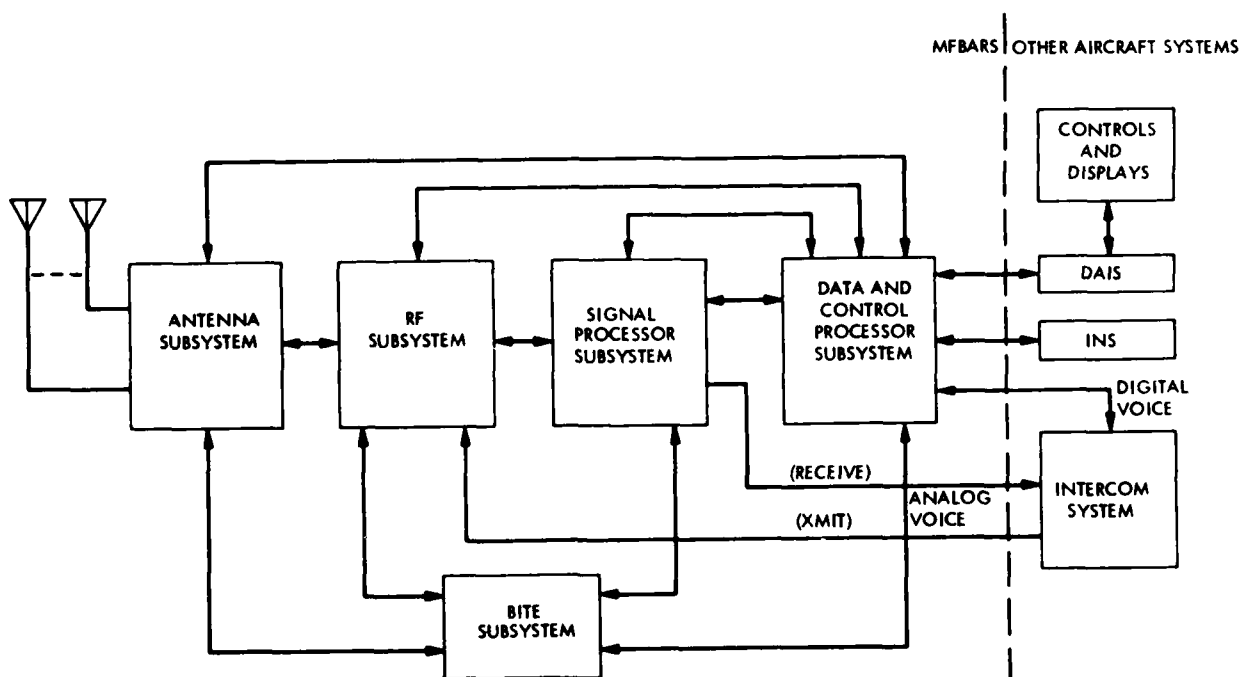 MFBARS
OTHER AIRCRAFT SYSTEMS
CONTROLS
AND
DISPLAYS
ANTENNA
SUBSYSTEM
RF
SUBSYSTEM
SIGNAL
PROCESSOR
SUBSYSTEM
DATA AND
CONTROL
PROCESSOR
SUBSYSTEM
DAIS
INS
DIGITAL
VOICE
(RECEIVE)
(XMIT)
ANALOG
VOICE
INTERCOM
SYSTEM
BITE
SUBSYSTEM